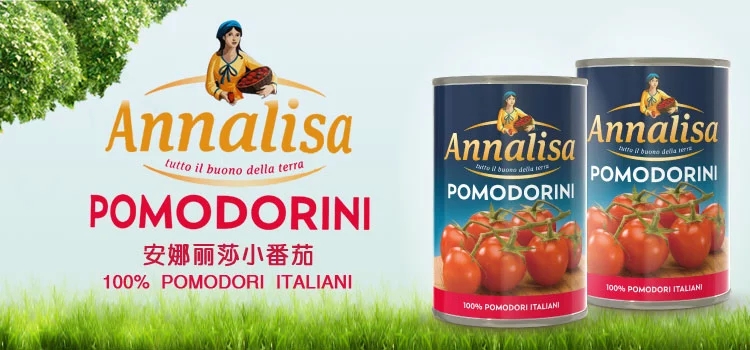 Annalisa
tutto il buono della terra
POMODORINI
安娜丽莎小番茄
100% POMODORI ITALIANI
Annalisa
tutto il buono della terra
POMODORINI
100% POMODORI ITALIANI
Annalisa
tutto il buono della terra
POMODORINI
100% POMODORI ITALIANI